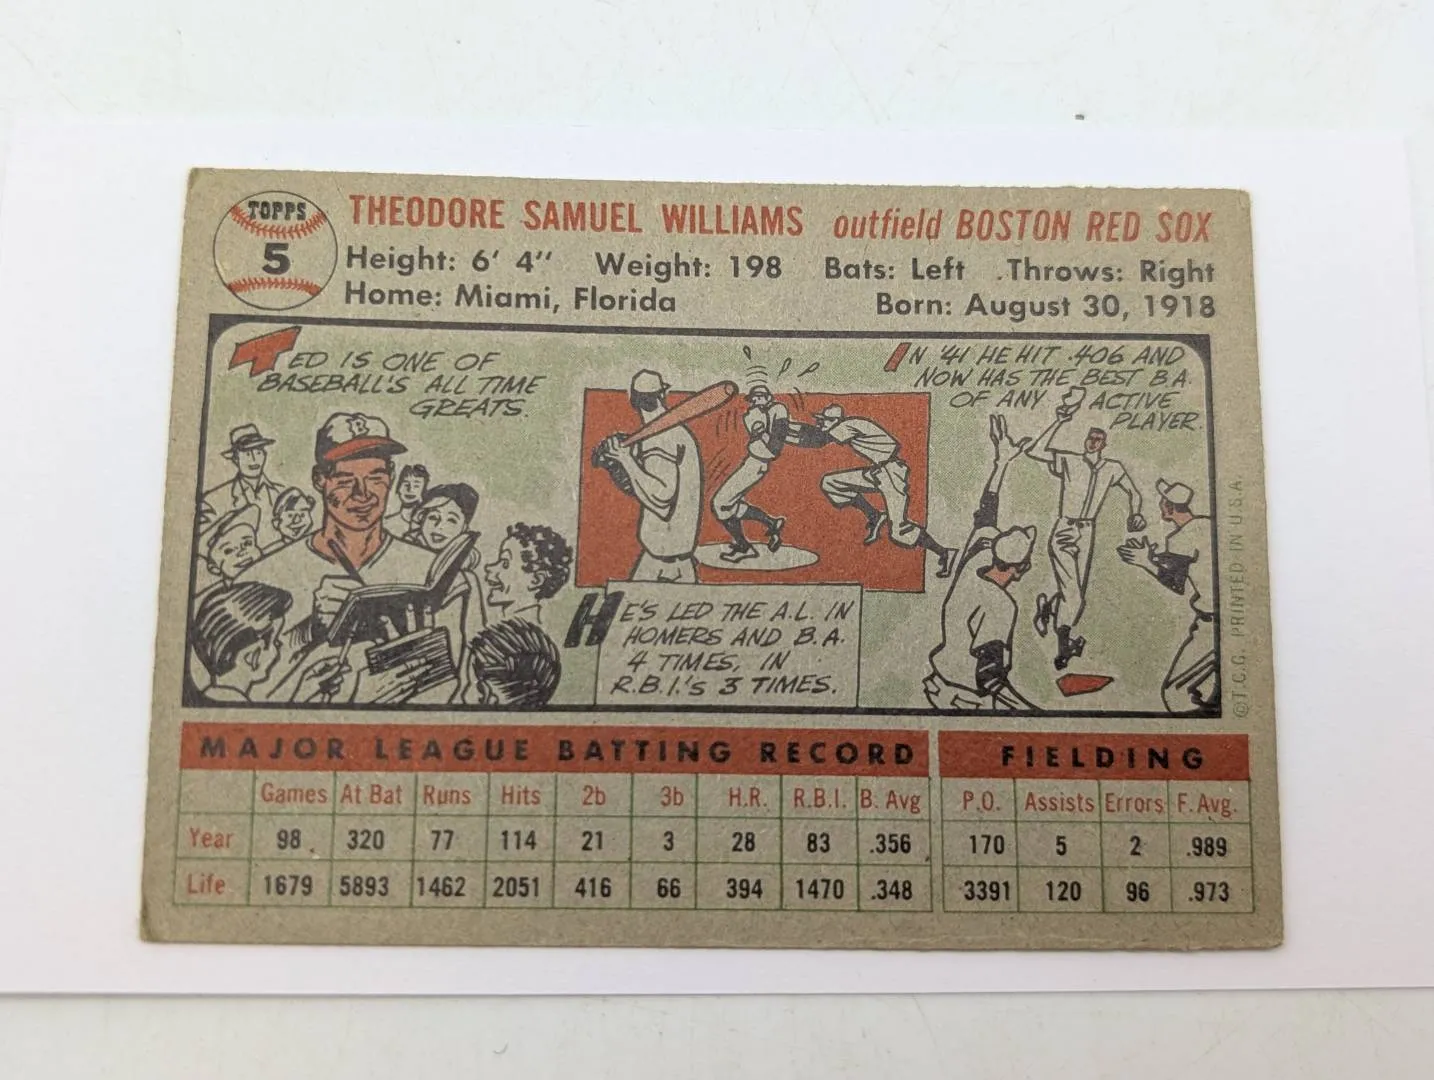 TOPPS
5
THEODORE SAMUEL WILLIAMS outfield BOSTON RED SOX
Height: 6' 4" Weight: 198 Bats: Left Throws: Right
Home: Miami, Florida Born: August 30, 1918
TED IS ONE OF
BASEBALL'S ALL TIME
GREATS.
HE'S LED THE A.L. IN
HOMERS AND B.A.
4 TIMES, IN
R.B.I.'S 3 TIMES.
IN '41 HE HIT .406 AND
NOW HAS THE BEST B.A.
OF ANY ACTIVE
PLAYER.
B
©T.C.G. PRINTED IN U.S.A.
MAJOR LEAGUE BATTING RECORD FIELDING
Games At Bat Runs Hits 2b 3b H.R. R.B.I. B. Avg P.O. Assists Errors F. Avg.
Year 98 320 77 114 21 3 28 83 .356 170 5 2 .989
Life 1679 5893 1462 2051 416 66 394 1470 .348 3391 120 96 .973